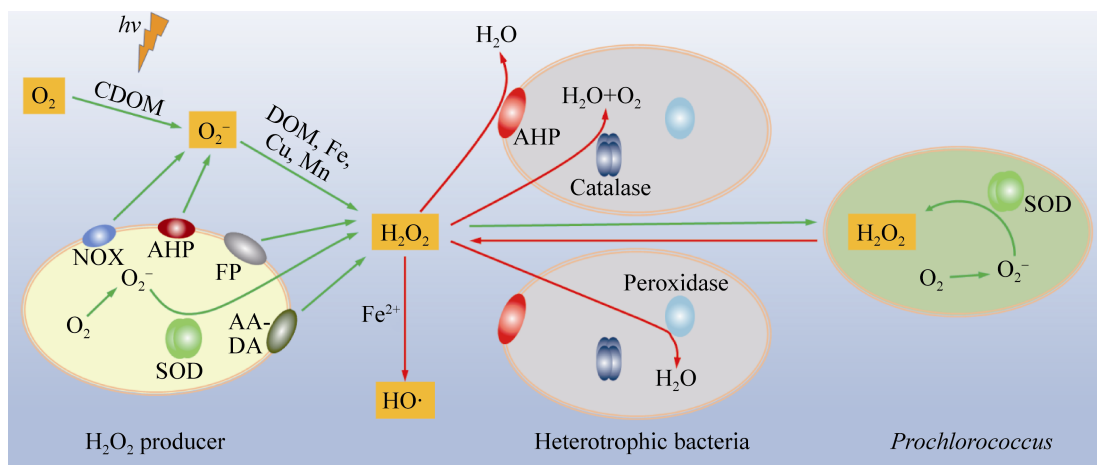 hν
O₂
CDOM
O₂⁻
DOM, Fe,
Cu, Mn
NOX
AHP
FP
O₂⁻
O₂
SOD
AA-
DA
H₂O₂
Fe²⁺
HO·
H₂O
AHP
H₂O+O₂
Catalase
Peroxidase
H₂O
H₂O₂
SOD
O₂
O₂⁻
H₂O₂ producer
Heterotrophic bacteria
Prochlorococcus